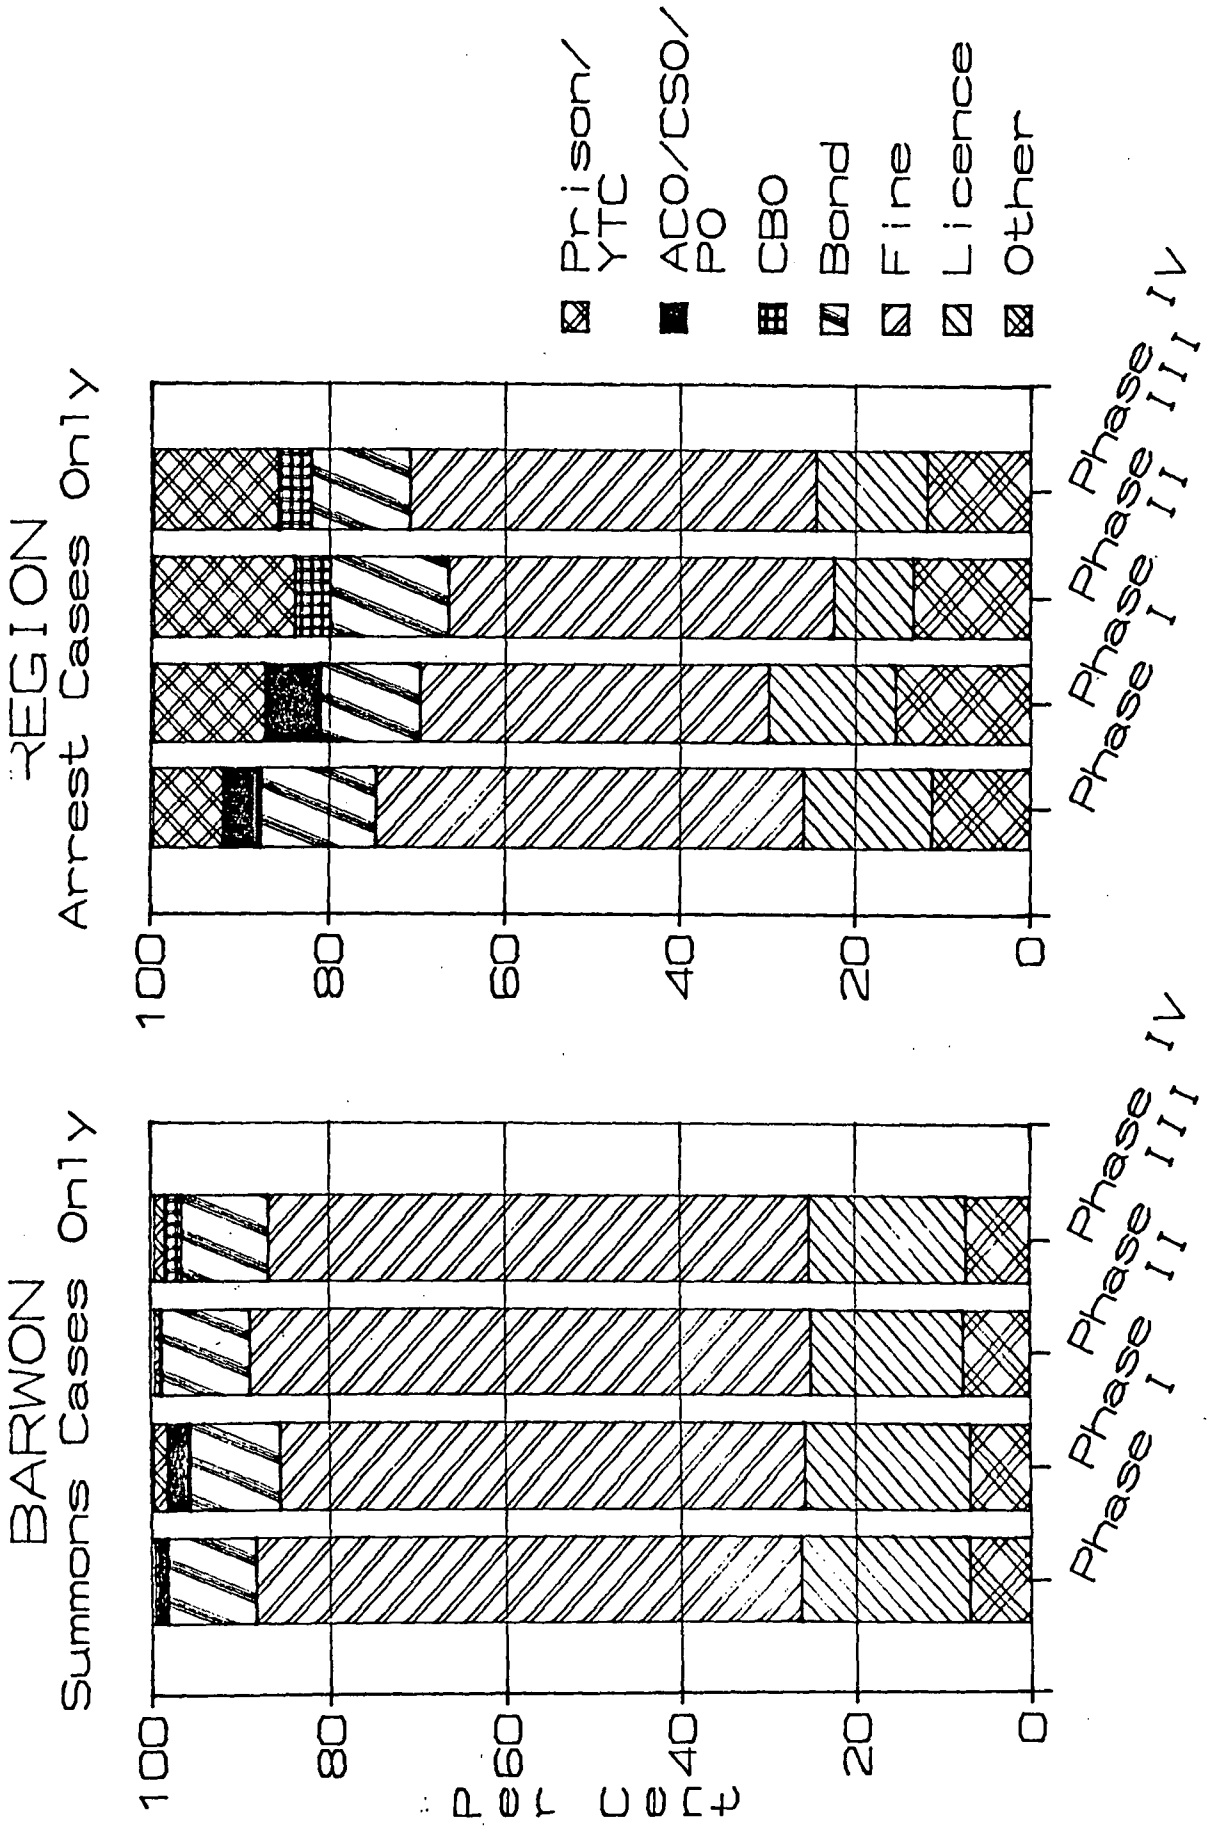 BARWON REGION
Summons Cases Only
Arrest Cases Only
Per Cent
100
80
60
40
20
0
Phase I
Phase II
Phase III
Phase IV
100
80
60
40
20
0
Phase I
Phase II
Phase III
Phase IV
Prison/
YTC
ACO/CSO/
PO
CBO
Bond
Fine
Licence
Other